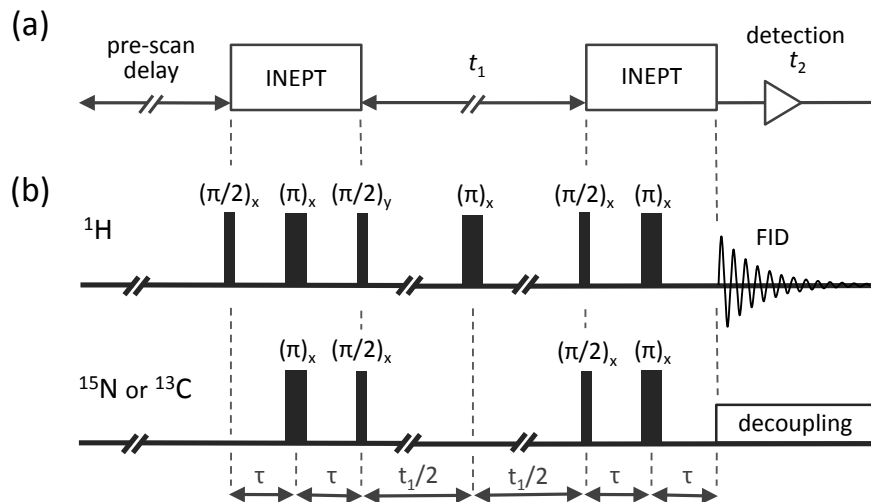 (a)
pre-scan
delay
INEPT
t₁
INEPT
detection
t₂
(b)
(π/2)ₓ (π)ₓ (π/2)ᵧ (π)ₓ (π/2)ₓ (π)ₓ
¹H
FID
(π)ₓ (π/2)ₓ (π/2)ₓ (π)ₓ
¹⁵N or ¹³C
decoupling
τ τ t₁/2 t₁/2 τ τ